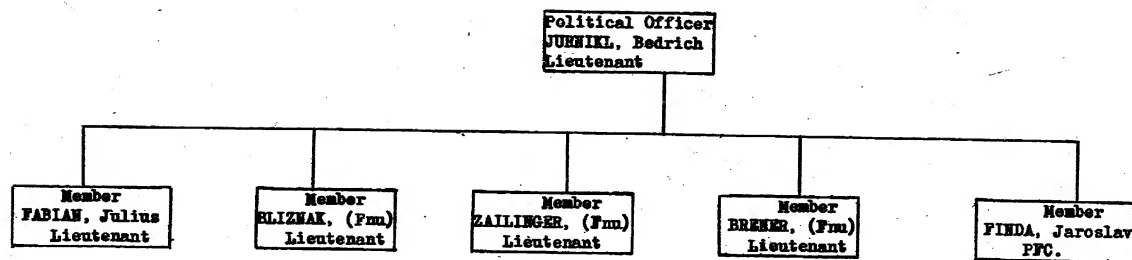 Political Officer
JURNIKL, Bedrich
Lieutenant
Member
FABIAN, Julius
Lieutenant
Member
BLIZNAK, (Fnu)
Lieutenant
Member
ZAILINGER, (Fnu)
Lieutenant
Member
BRENER, (Fnu)
Lieutenant
Member
FINDA, Jaroslav
PFC.